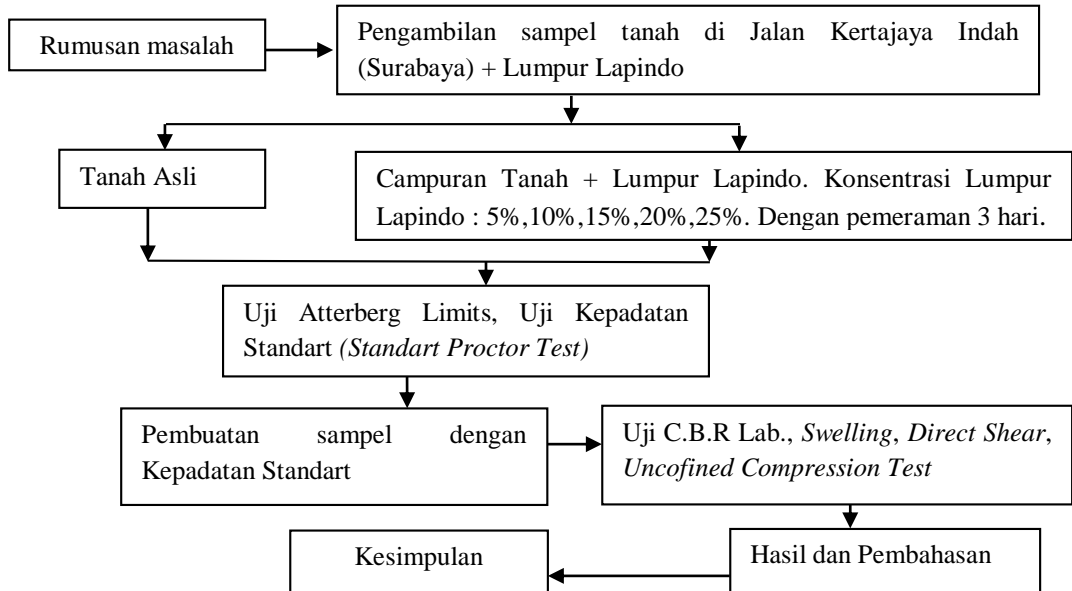 Rumusan masalah
Pengambilan sampel tanah di Jalan Kertajaya Indah
(Surabaya) + Lumpur Lapindo
Tanah Asli
Campuran Tanah + Lumpur Lapindo. Konsentrasi Lumpur
Lapindo : 5%,10%,15%,20%,25%. Dengan pemeraman 3 hari.
Uji Atterberg Limits, Uji Kepadatan
Standart (Standart Proctor Test)
Pembuatan sampel dengan
Kepadatan Standart
Uji C.B.R Lab., Swelling, Direct Shear,
Uncofined Compression Test
Kesimpulan
Hasil dan Pembahasan